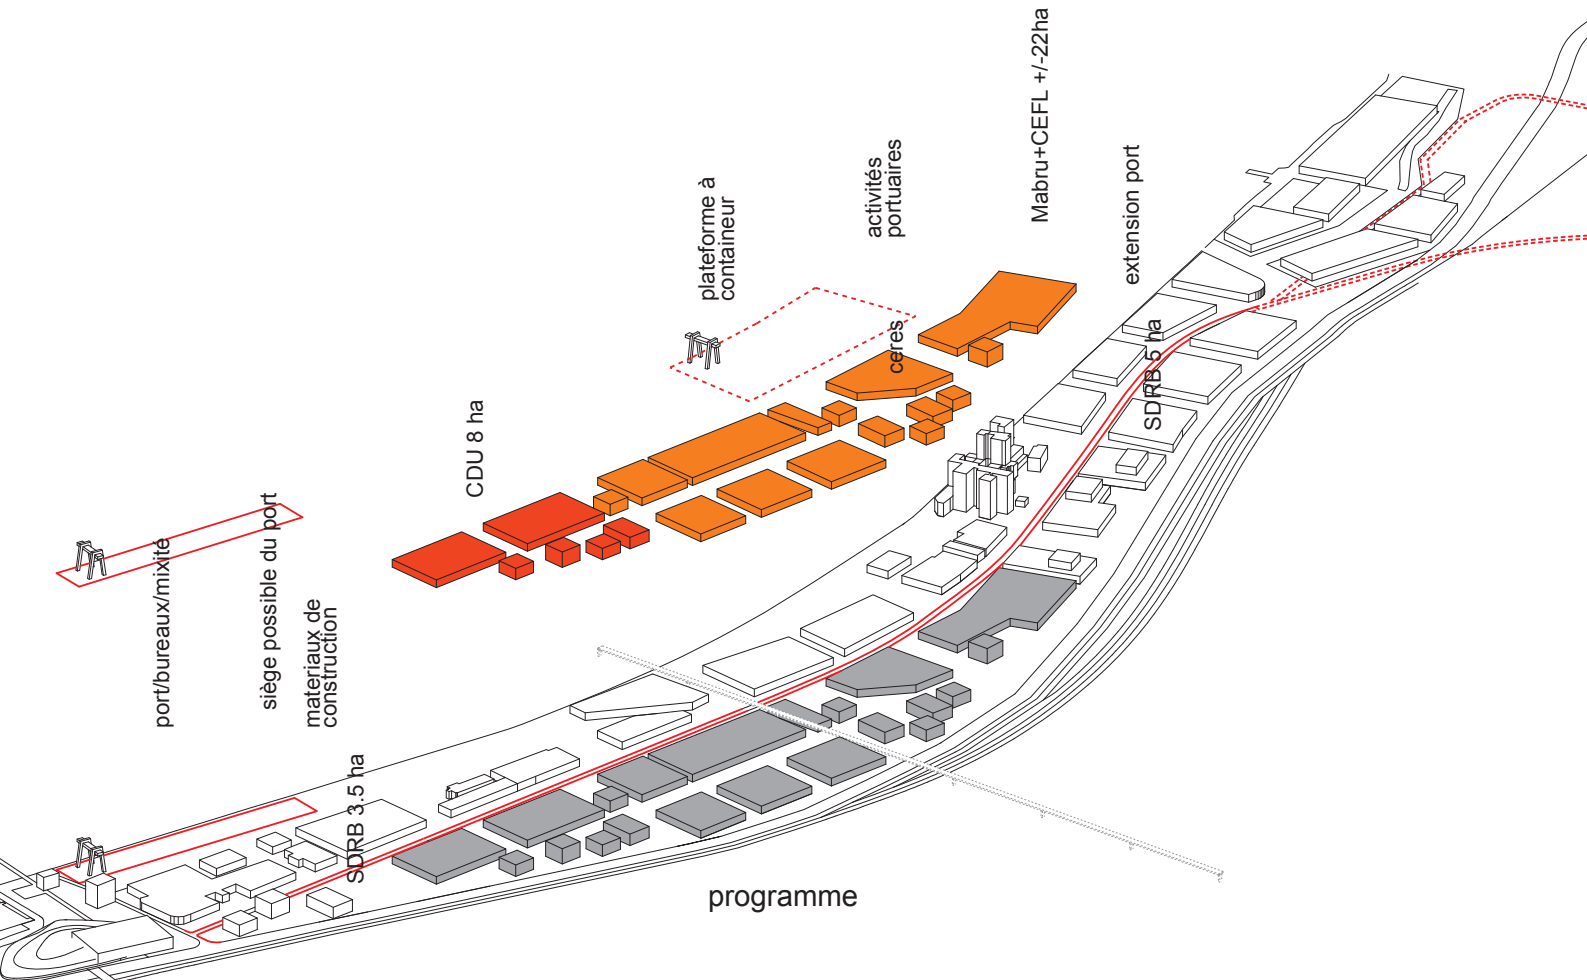 port/bureaux/mixité
siège possible du port
materiaux de
construction
SDRB 3.5 ha
CDU 8 ha
plateforme à
containeur
activités
portuaires
ceres
Mabru+CEFL +/-22ha
extension port
SDRB 5 ha
programme